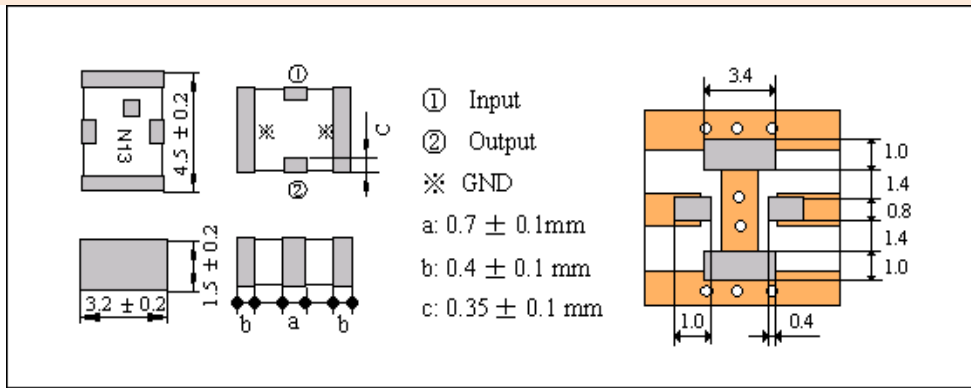 N13
4.5 ± 0.2
3.2 ± 0.2
1.5 ± 0.2
①
※ ※
②
c
b a b
① Input
② Output
※ GND
a: 0.7 ± 0.1mm
b: 0.4 ± 0.1 mm
c: 0.35 ± 0.1 mm
3.4
1.0
1.4
0.8
1.4
1.0
1.0
0.4